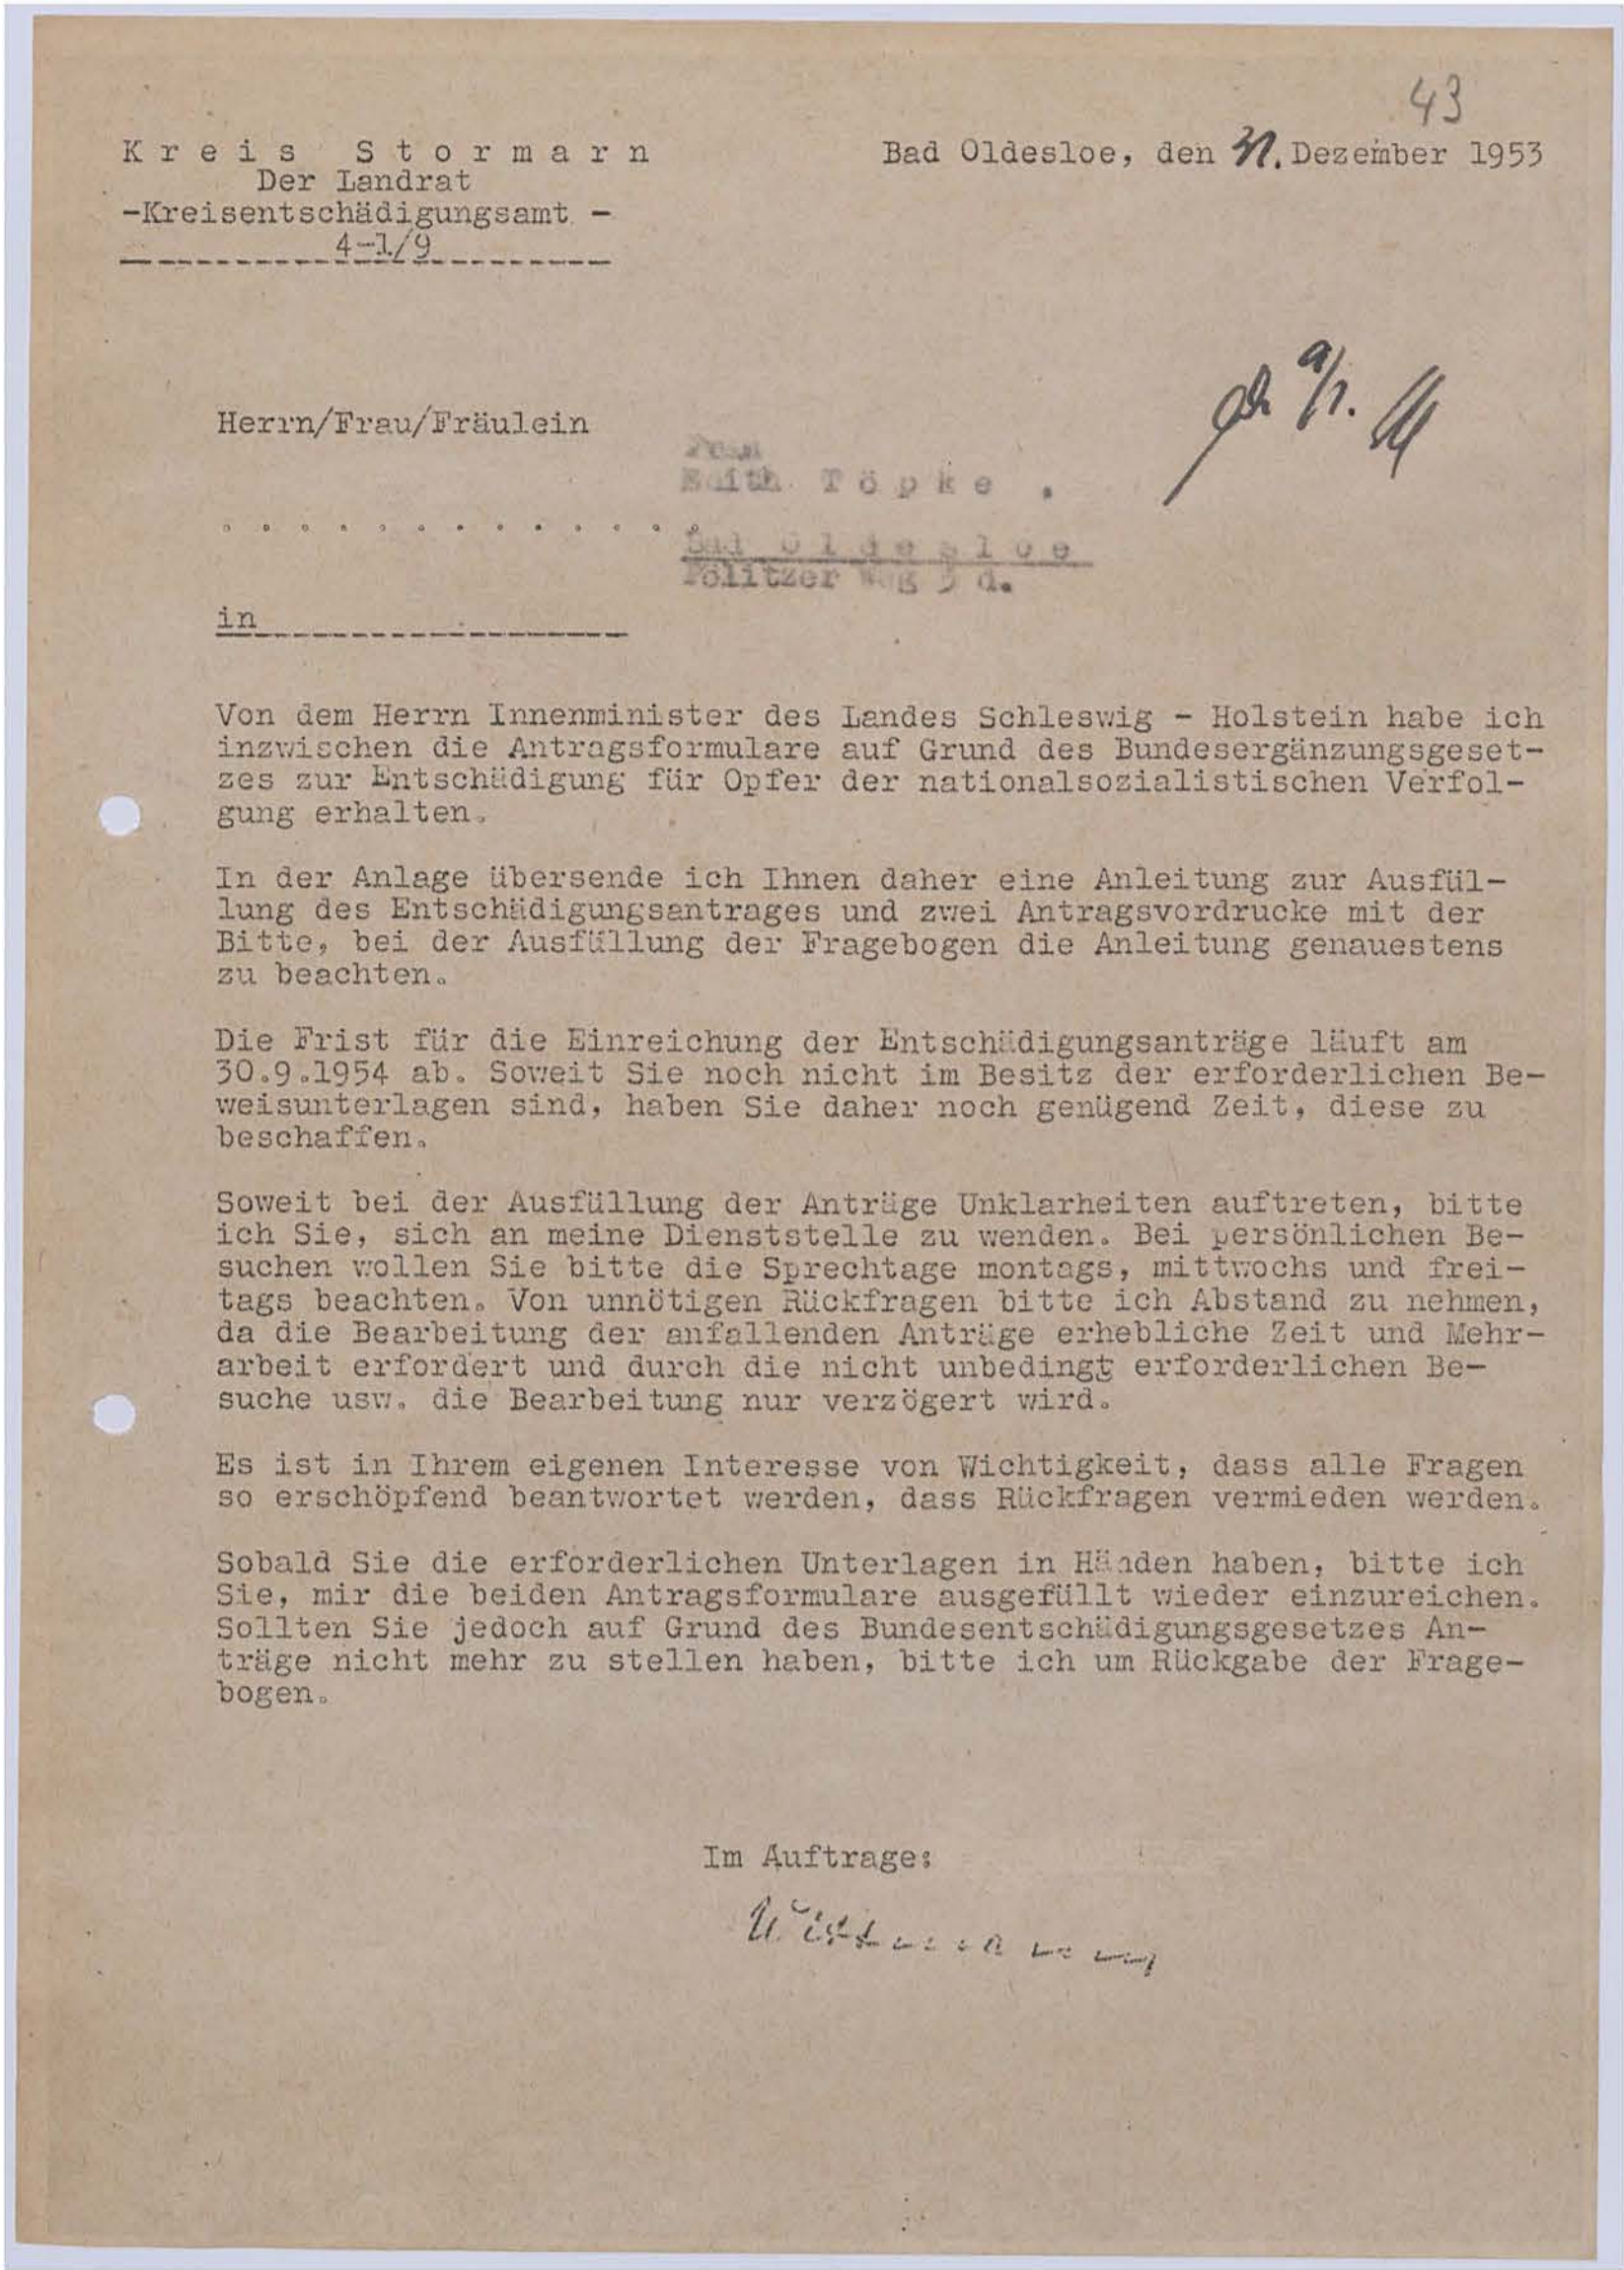 43
Kreis Stormarn
Der Landrat
-Kreisentschädigungsamt -
4-1/9
Bad Oldesloe, den 31. Dezember 1953
Herrn/Frau/Fräulein
Frau
Edith Töpke .
Bad Oldesloe
Pölitzer Weg d.
in
Von dem Herrn Innenminister des Landes Schleswig - Holstein habe ich
inzwischen die Antragsformulare auf Grund des Bundesergänzungsgeset-
zes zur Entschädigung für Opfer der nationalsozialistischen Verfol-
gung erhalten.
In der Anlage übersende ich Ihnen daher eine Anleitung zur Ausfül-
lung des Entschädigungsantrages und zwei Antragsvordrucke mit der
Bitte, bei der Ausfüllung der Fragebogen die Anleitung genauestens
zu beachten.
Die Frist für die Einreichung der Entschädigungsanträge läuft am
30.9.1954 ab. Soweit Sie noch nicht im Besitz der erforderlichen Be-
weisunterlagen sind, haben Sie daher noch genügend Zeit, diese zu
beschaffen.
Soweit bei der Ausfüllung der Anträge Unklarheiten auftreten, bitte
ich Sie, sich an meine Dienststelle zu wenden. Bei persönlichen Be-
suchen wollen Sie bitte die Sprechtage montags, mittwochs und frei-
tags beachten. Von unnötigen Rückfragen bitte ich Abstand zu nehmen,
da die Bearbeitung der anfallenden Anträge erhebliche Zeit und Mehr-
arbeit erfordert und durch die nicht unbedingt erforderlichen Be-
suche usw. die Bearbeitung nur verzögert wird.
Es ist in Ihrem eigenen Interesse von Wichtigkeit, dass alle Fragen
so erschöpfend beantwortet werden, dass Rückfragen vermieden werden.
Sobald Sie die erforderlichen Unterlagen in Händen haben, bitte ich
Sie, mir die beiden Antragsformulare ausgefüllt wieder einzureichen.
Sollten Sie jedoch auf Grund des Bundesentschädigungsgesetzes An-
träge nicht mehr zu stellen haben, bitte ich um Rückgabe der Frage-
bogen.
Im Auftrage: